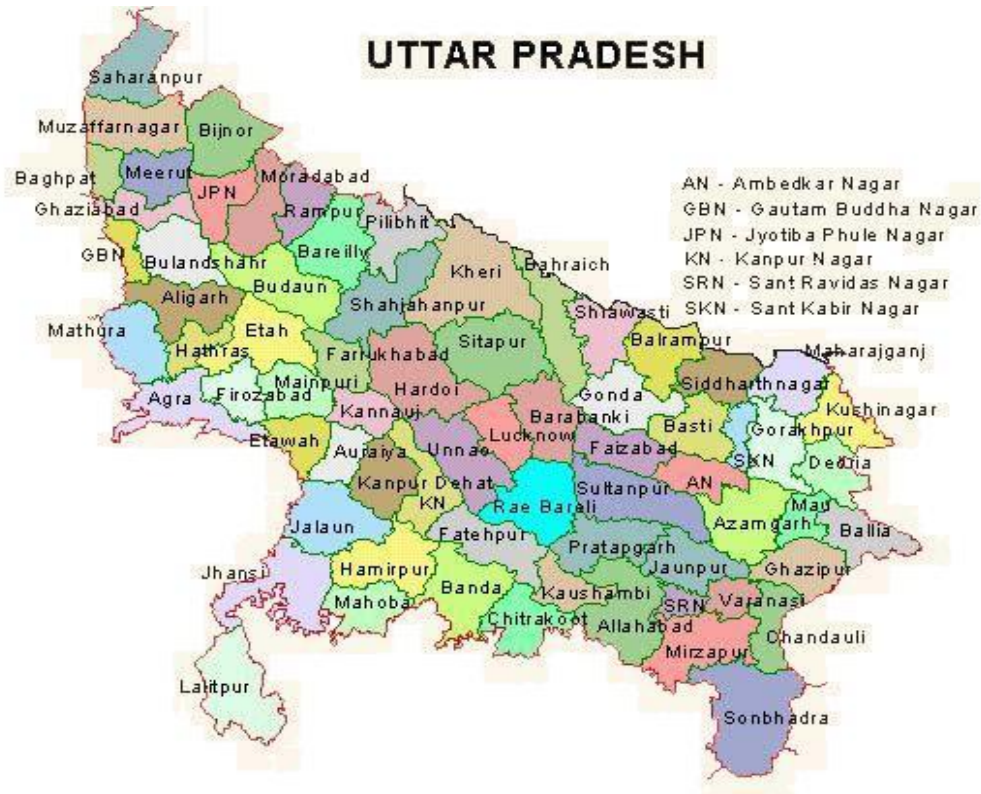 UTTAR PRADESH
Saharanpur
Muzaffarnagar
Bijnor
Baghpat
Meerut
JPN
Moradabad
Ghaziabad
Rampur
Pilibhit
GBN
Bulandshahr
Bareilly
Kheri
Bahraich
Budaun
Aligarh
Shahjahanpur
Shrawasti
Mathura
Hathras
Etah
Farrukhabad
Sitapur
Balrampur
Maharajganj
Agra
Firozabad
Mainpuri
Hardoi
Gonda
Siddharthnagar
Kannauj
Barabanki
Basti
Kushinagar
Etawah
Auraiya
Unnao
Lucknow
Faizabad
SKN
Gorakhpur
Deoria
Kanpur Dehat
KN
Rae Bareli
Sultanpur
AN
Azamgarh
Mau
Ballia
Jalaun
Fatehpur
Pratapgarh
Jaunpur
Ghazipur
Jhansi
Hamirpur
Mahoba
Banda
Kaushambi
SRN
Varanasi
Chitrakoot
Allahabad
Mirzapur
Chandauli
Lalitpur
Sonbhadra
AN - Ambedkar Nagar
GBN - Gautam Buddha Nagar
JPN - Jyotiba Phule Nagar
KN - Kanpur Nagar
SRN - Sant Ravidas Nagar
SKN - Sant Kabir Nagar